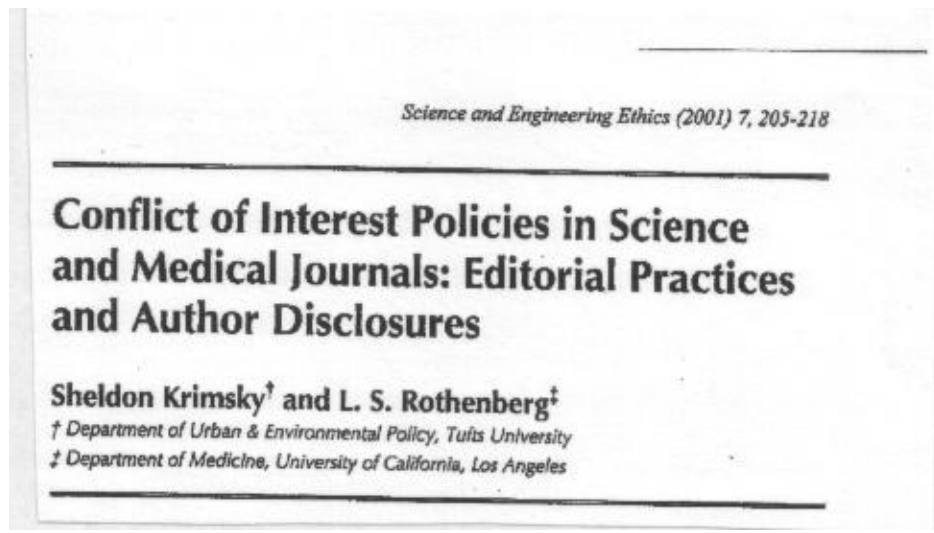 Science and Engineering Ethics (2001) 7, 205-218
Conflict of Interest Policies in Science
and Medical Journals: Editorial Practices
and Author Disclosures
Sheldon Krimsky† and L. S. Rothenberg‡
† Department of Urban & Environmental Policy, Tufts University
‡ Department of Medicine, University of California, Los Angeles